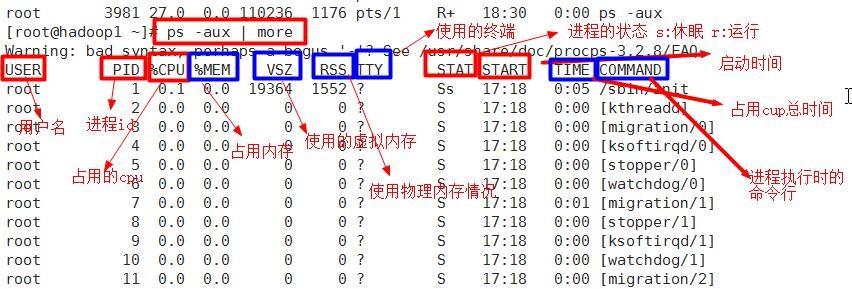 root 3981 27.0 0.0 110236 1176 pts/1 R+ 18:30 0:00 ps -aux
[root@hadoop1 ~]# ps -aux | more
使用的终端
进程的状态 s:休眠 r:运行
Warning: bad syntax, perhaps a bogus '-'? See /usr/share/doc/procps-3.2.8/FAQ
启动时间
USER PID %CPU %MEM VSZ RSS TTY STAT START TIME COMMAND
root 1 0.1 0.0 19364 1552 ? Ss 17:18 0:05 /sbin/init
root 2 0.0 0.0 0 0 ? S 17:18 0:00 [kthreadd]
占用cup总时间
用户名
进程id
root 3 0.0 0.0 0 0 ? S 17:18 0:00 [migration/0]
占用内存
使用的虚拟内存
root 4 0.0 0.0 0 0 ? S 17:18 0:00 [ksoftirqd/0]
root 5 0.0 0.0 0 0 ? S 17:18 0:00 [stopper/0]
占用的cpu
使用物理内存情况
进程执行时的
命令行
root 6 0.0 0.0 0 0 ? S 17:18 0:00 [watchdog/0]
root 7 0.0 0.0 0 0 ? S 17:18 0:01 [migration/1]
root 8 0.0 0.0 0 0 ? S 17:18 0:00 [stopper/1]
root 9 0.0 0.0 0 0 ? S 17:18 0:00 [ksoftirqd/1]
root 10 0.0 0.0 0 0 ? S 17:18 0:00 [watchdog/1]
root 11 0.0 0.0 0 0 ? S 17:18 0:00 [migration/2]